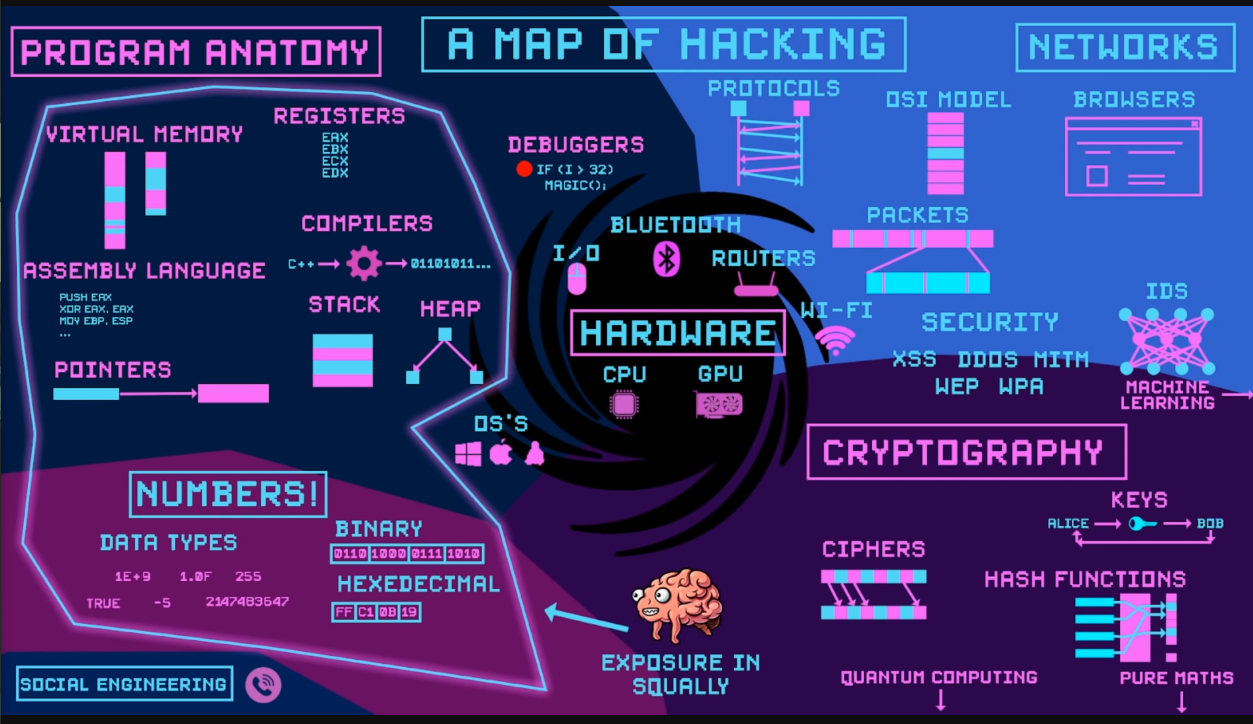 A MAP OF HACKING
PROGRAM ANATOMY
VIRTUAL MEMORY
REGISTERS
EAX
EBX
ECX
EDX
COMPILERS
C++
01101011...
ASSEMBLY LANGUAGE
PUSH EAX
XOR EAX, EAX
MOV EBP, ESP
...
STACK
HEAP
POINTERS
DEBUGGERS
IF (I > 32)
MAGIC();
OS'S
NUMBERS!
DATA TYPES
1E+9 1.0F 255
TRUE -5 2147483647
BINARY
0110 1000 0111 1010
HEXEDECIMAL
FF C1 0B 19
SOCIAL ENGINEERING
EXPOSURE IN
SQUALLY
HARDWARE
BLUETOOTH
I/O
ROUTERS
WI-FI
CPU
GPU
NETWORKS
PROTOCOLS
OSI MODEL
BROWSERS
PACKETS
SECURITY
XSS DDOS MITM
WEP WPA
IDS
MACHINE
LEARNING
CRYPTOGRAPHY
KEYS
ALICE
BOB
CIPHERS
HASH FUNCTIONS
QUANTUM COMPUTING
PURE MATHS